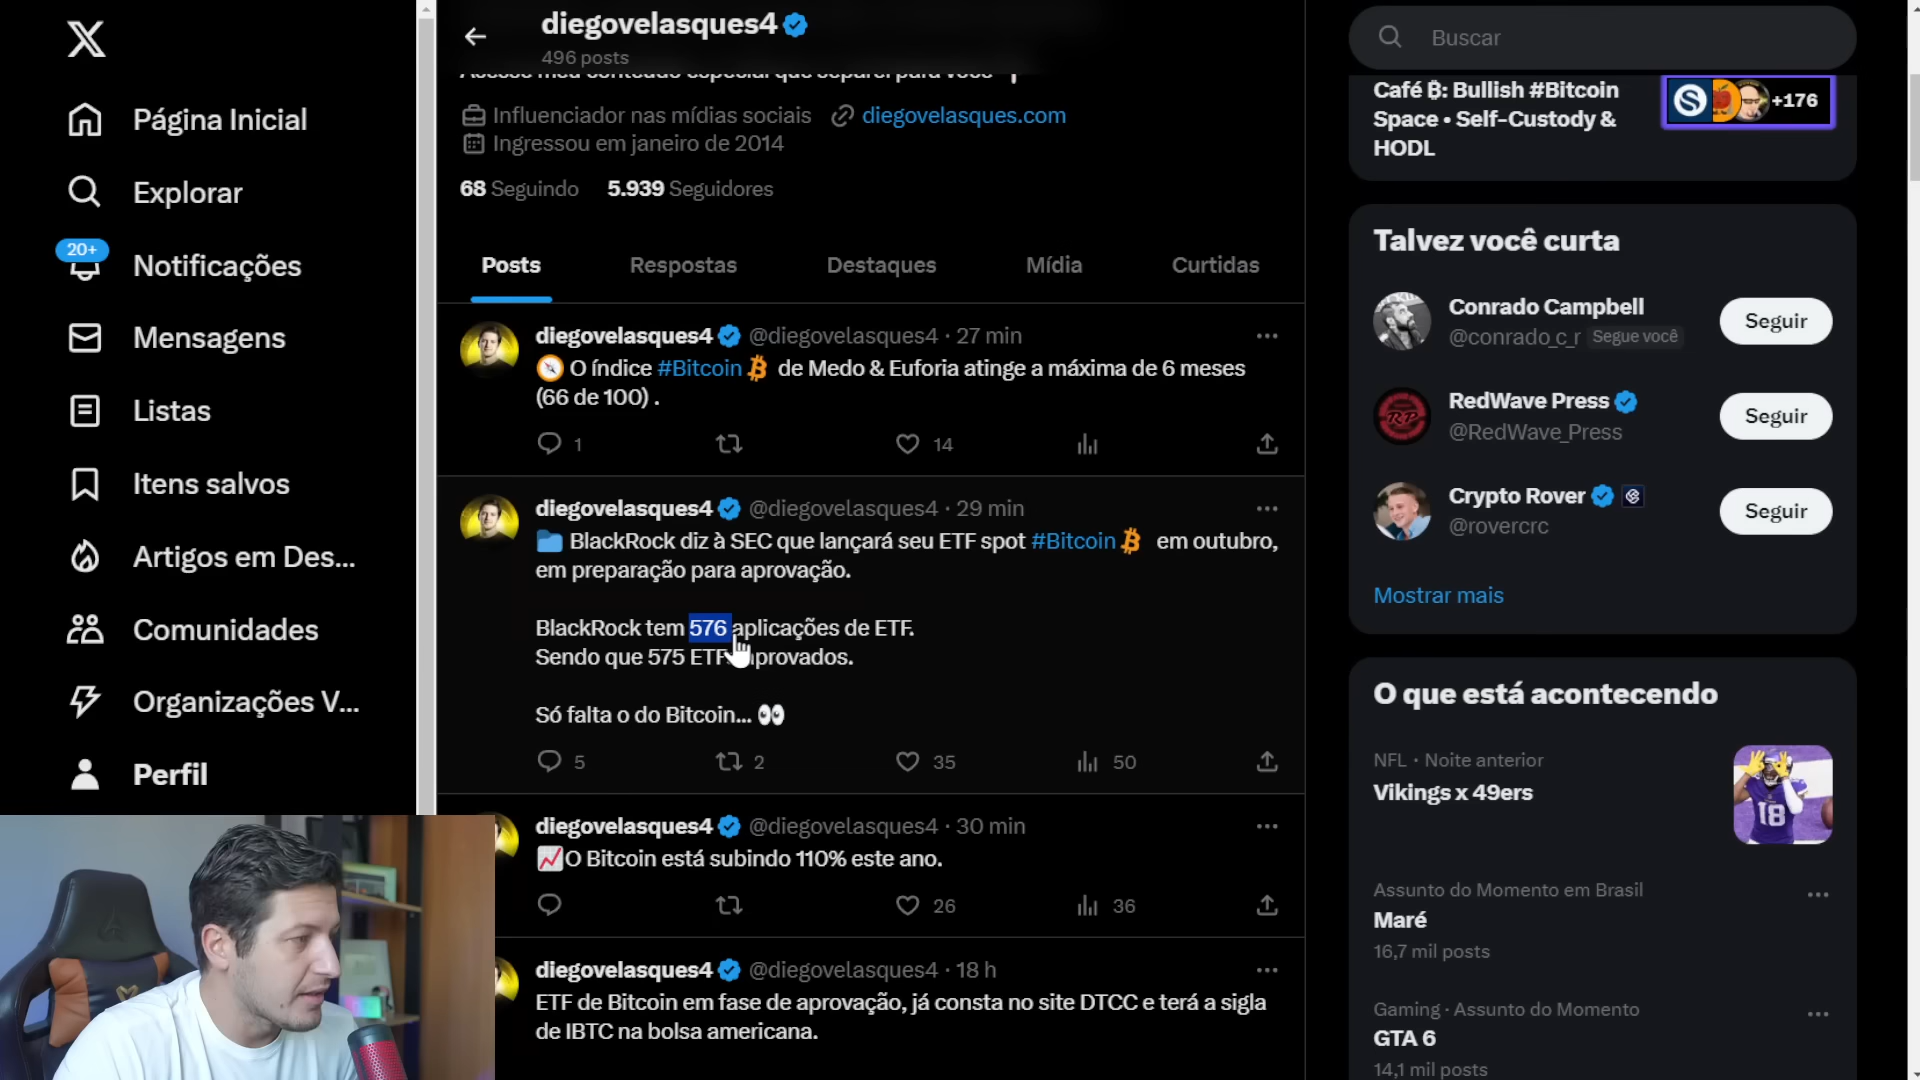 Página Inicial
Explorar
20+
Notificações
Mensagens
Listas
Itens salvos
Artigos em Des...
Comunidades
Organizações V...
Perfil
diegovelasques4
496 posts
Acesse meu conteúdo especial que separei para você
Influenciador nas mídias sociais diegovelasques.com
Ingressou em janeiro de 2014
68 Seguindo 5.939 Seguidores
Posts Respostas Destaques Mídia Curtidas
diegovelasques4 @diegovelasques4 · 27 min
O índice #Bitcoin de Medo & Euforia atinge a máxima de 6 meses
(66 de 100) .
1 14
diegovelasques4 @diegovelasques4 · 29 min
BlackRock diz à SEC que lançará seu ETF spot #Bitcoin em outubro,
em preparação para aprovação.
BlackRock tem 576 aplicações de ETF.
Sendo que 575 ETF aprovados.
Só falta o do Bitcoin... 👀
5 2 35 50
diegovelasques4 @diegovelasques4 · 30 min
📈O Bitcoin está subindo 110% este ano.
26 36
diegovelasques4 @diegovelasques4 · 18 h
ETF de Bitcoin em fase de aprovação, já consta no site DTCC e terá a sigla
de IBTC na bolsa americana.
Buscar
Café ₿: Bullish #Bitcoin
Space • Self-Custody &
HODL
+176
Talvez você curta
Conrado Campbell
@conrado_c_r Segue você
Seguir
RedWave Press
@RedWave_Press
Seguir
Crypto Rover
@rovercrc
Seguir
Mostrar mais
O que está acontecendo
NFL · Noite anterior
Vikings x 49ers
18
Assunto do Momento em Brasil
Maré
16,7 mil posts
Gaming · Assunto do Momento
GTA 6
14,1 mil posts